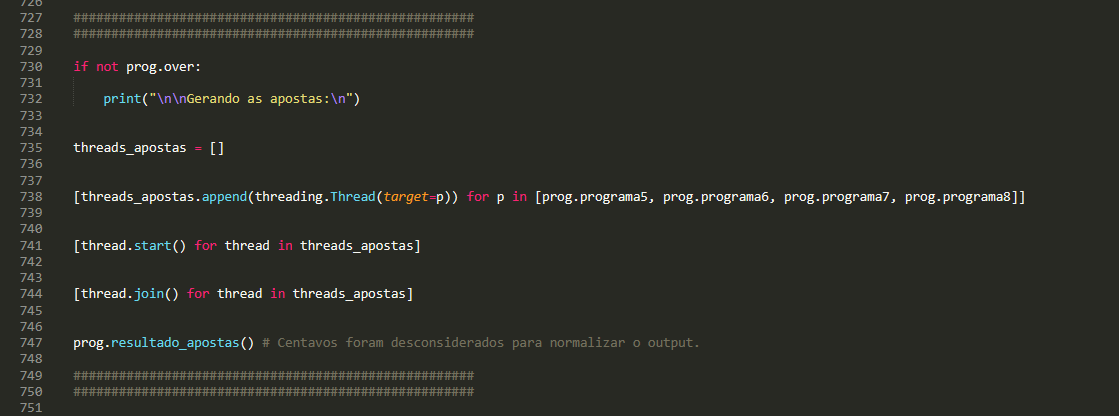 726
727 #####################################################
728 #####################################################
729
730 if not prog.over:
731
732 print("\n\nGerando as apostas:\n")
733
734
735 threads_apostas = []
736
737
738 [threads_apostas.append(threading.Thread(target=p)) for p in [prog.programa5, prog.programa6, prog.programa7, prog.programa8]]
739
740
741 [thread.start() for thread in threads_apostas]
742
743
744 [thread.join() for thread in threads_apostas]
745
746
747 prog.resultado_apostas() # Centavos foram desconsiderados para normalizar o output.
748
749 #####################################################
750 #####################################################
751